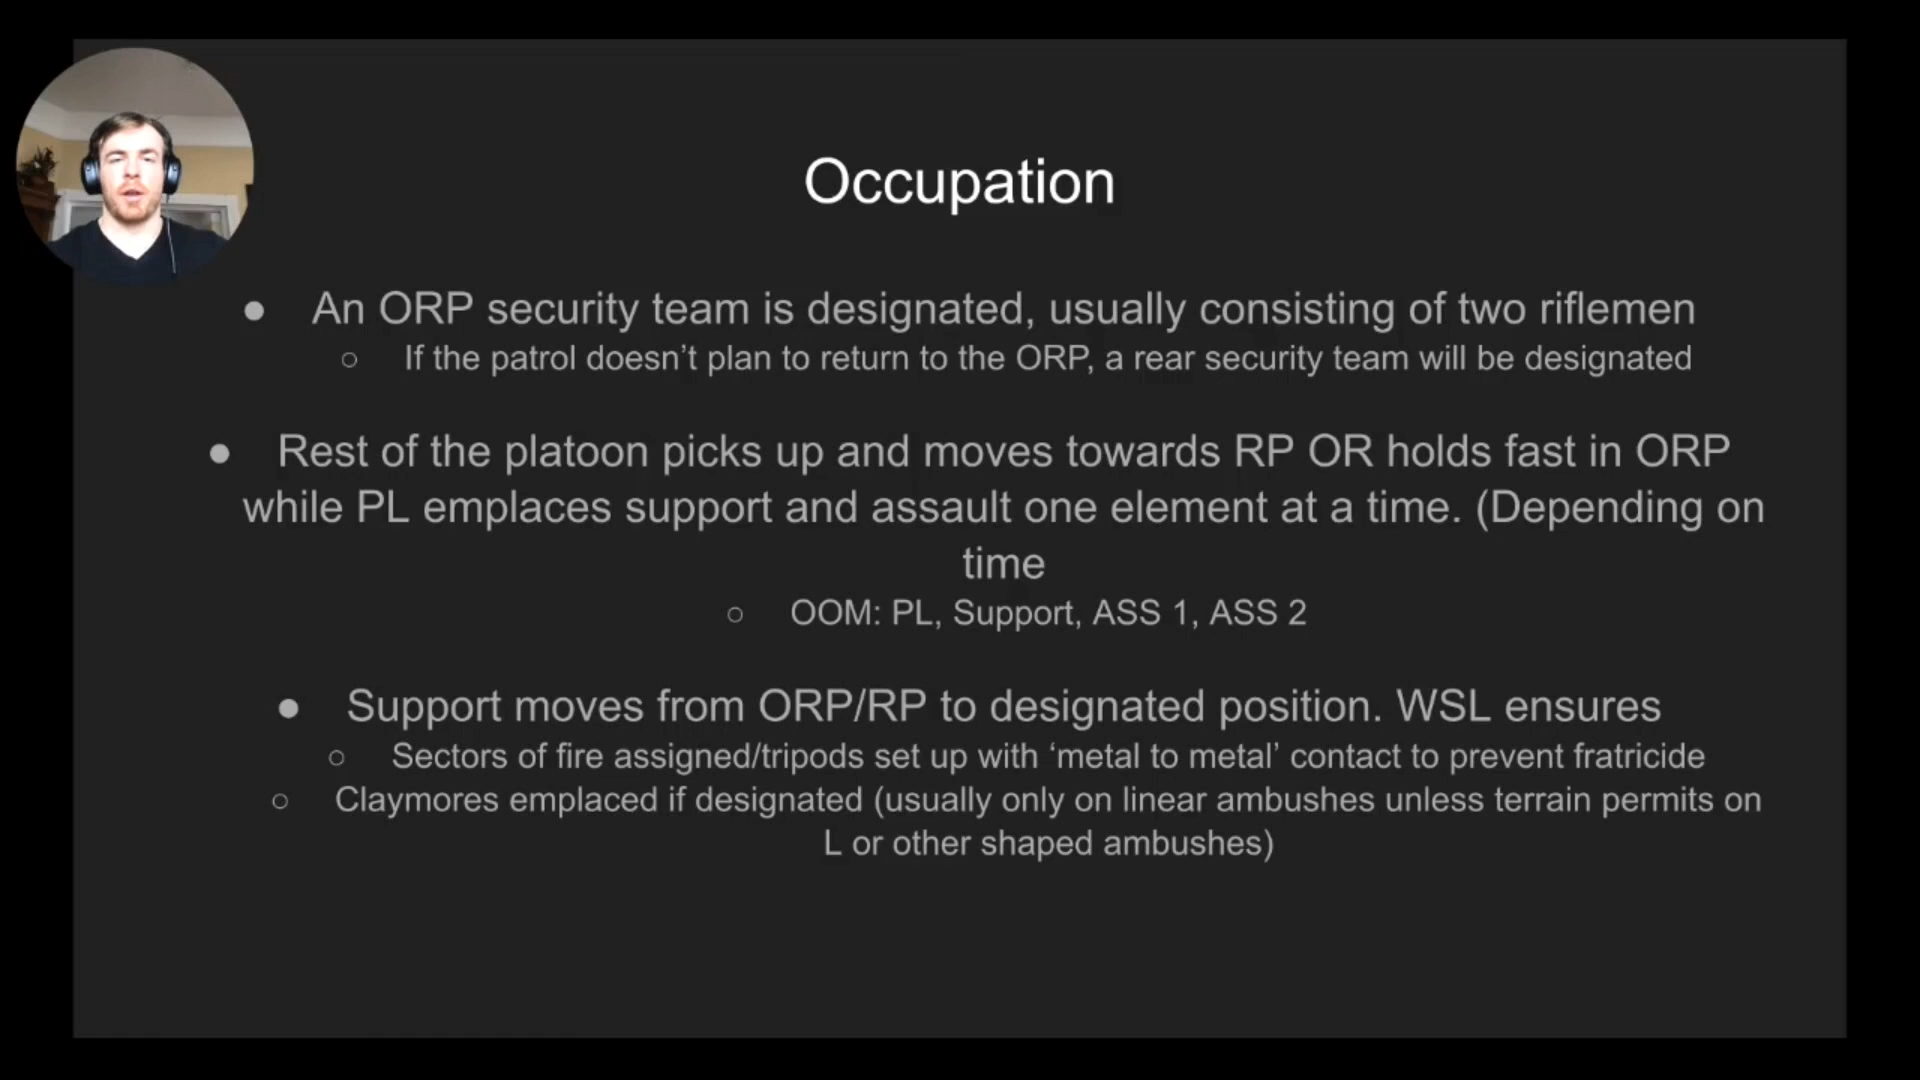 Occupation
● An ORP security team is designated, usually consisting of two riflemen
○ If the patrol doesn’t plan to return to the ORP, a rear security team will be designated
● Rest of the platoon picks up and moves towards RP OR holds fast in ORP
while PL emplaces support and assault one element at a time. (Depending on
time
○ OOM: PL, Support, ASS 1, ASS 2
● Support moves from ORP/RP to designated position. WSL ensures
○ Sectors of fire assigned/tripods set up with ‘metal to metal’ contact to prevent fratricide
○ Claymores emplaced if designated (usually only on linear ambushes unless terrain permits on
L or other shaped ambushes)